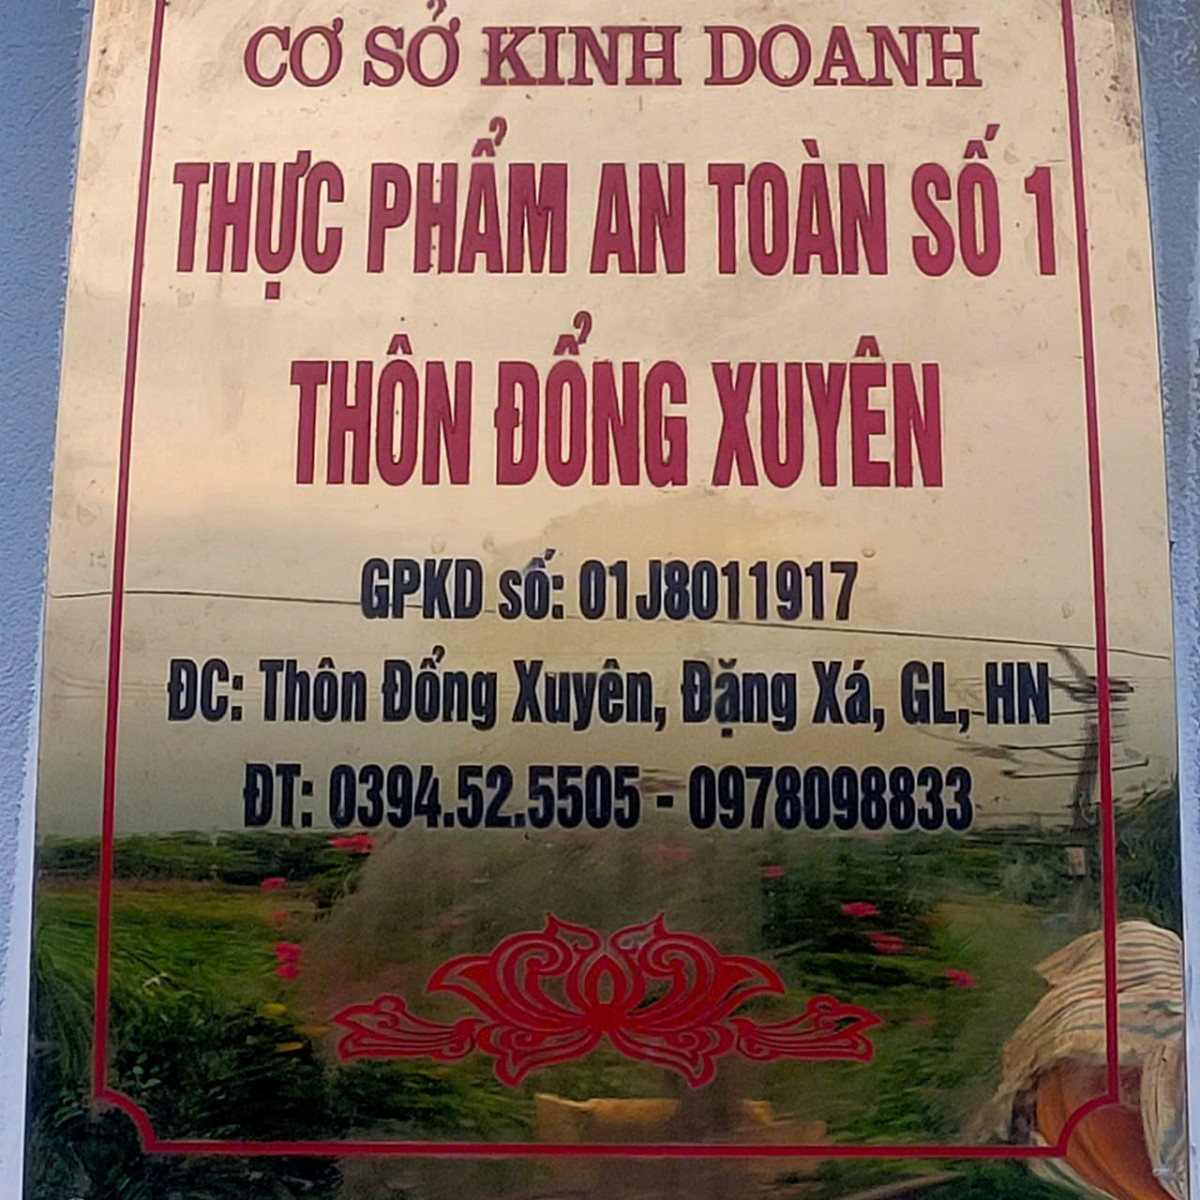 CƠ SỞ KINH DOANH
THỰC PHẨM AN TOÀN SỐ 1
THÔN ĐỔNG XUYÊN
GPKD số: 01J8011917
ĐC: Thôn Đổng Xuyên, Đặng Xá, GL, HN
ĐT: 0394.52.5505 - 0978098833